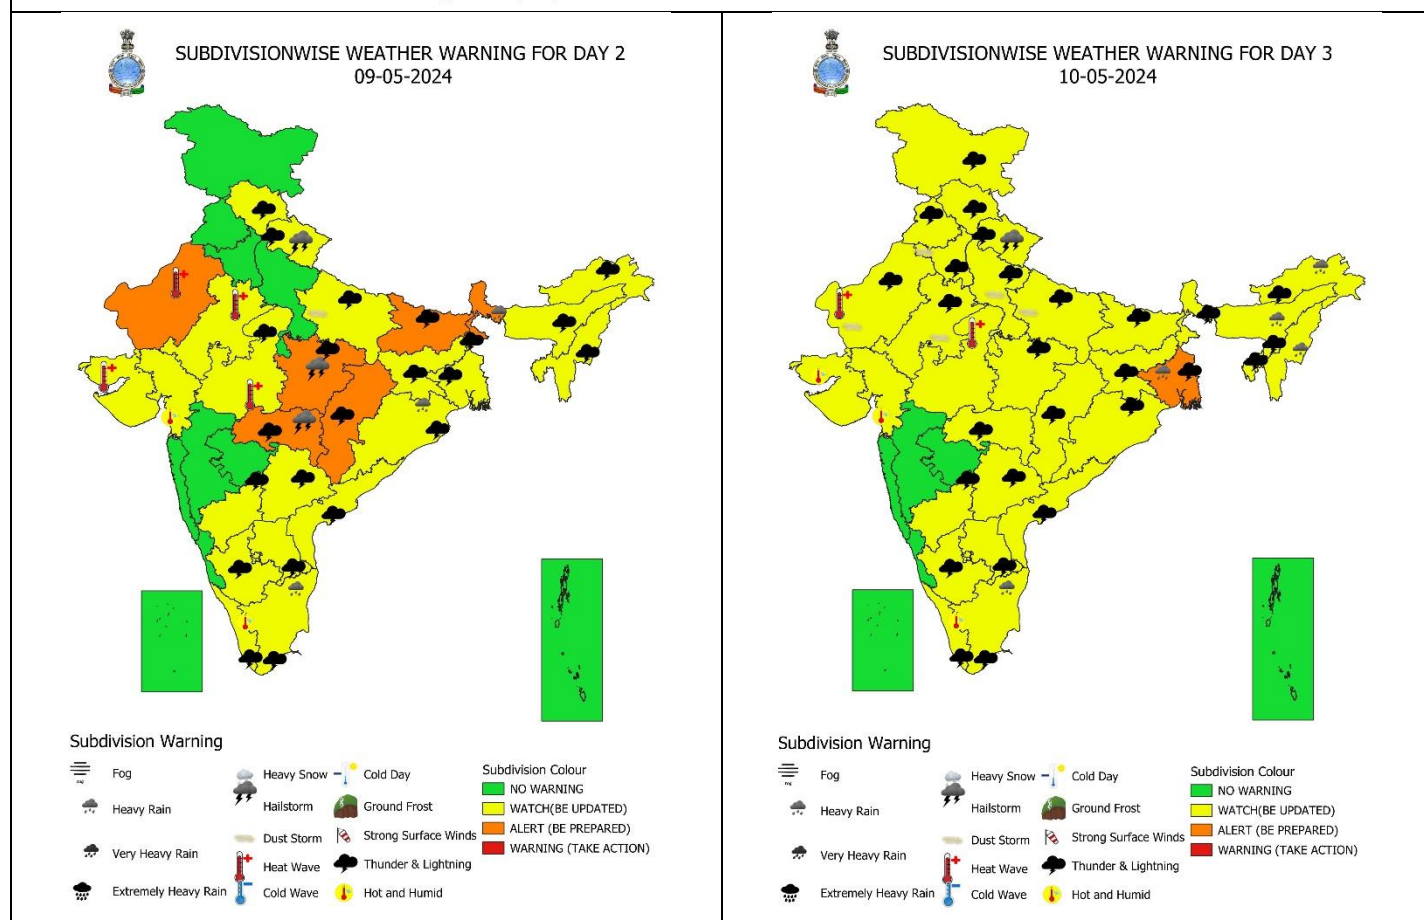 SUBDIVISIONWISE WEATHER WARNING FOR DAY 2
09-05-2024
Subdivision Warning
Fog
Heavy Rain
Very Heavy Rain
Extremely Heavy Rain
Heavy Snow
Hailstorm
Dust Storm
Heat Wave
Cold Wave
Cold Day
Ground Frost
Strong Surface Winds
Thunder & Lightning
Hot and Humid
Subdivision Colour
NO WARNING
WATCH(BE UPDATED)
ALERT (BE PREPARED)
WARNING (TAKE ACTION)
SUBDIVISIONWISE WEATHER WARNING FOR DAY 3
10-05-2024
Subdivision Warning
Fog
Heavy Rain
Very Heavy Rain
Extremely Heavy Rain
Heavy Snow
Hailstorm
Dust Storm
Heat Wave
Cold Wave
Cold Day
Ground Frost
Strong Surface Winds
Thunder & Lightning
Hot and Humid
Subdivision Colour
NO WARNING
WATCH(BE UPDATED)
ALERT (BE PREPARED)
WARNING (TAKE ACTION)